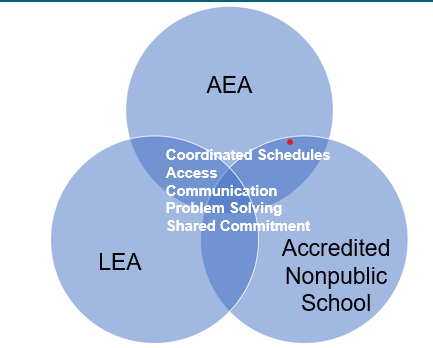 AEA
Coordinated Schedules
Access
Communication
Problem Solving
Shared Commitment
LEA
Accredited
Nonpublic
School